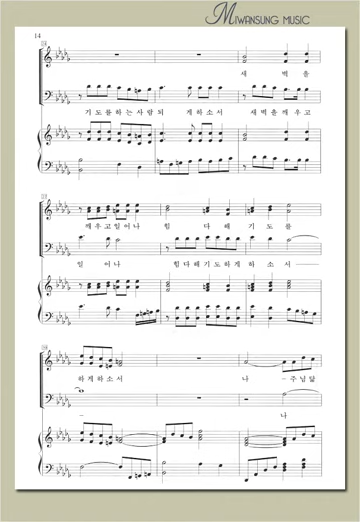 MIWANSUNG MUSIC
14
새 벽 을
기 도 를 하 는 사 람 되 게 하 소 서 새 벽 을 깨 우 고
깨 우 고 일 어 나 힘 다 해 기 도 를
일 어 나 힘 다 해 기 도 하 게 하 소 서
하 게 하 소 서 나 - 주 님 닮
나